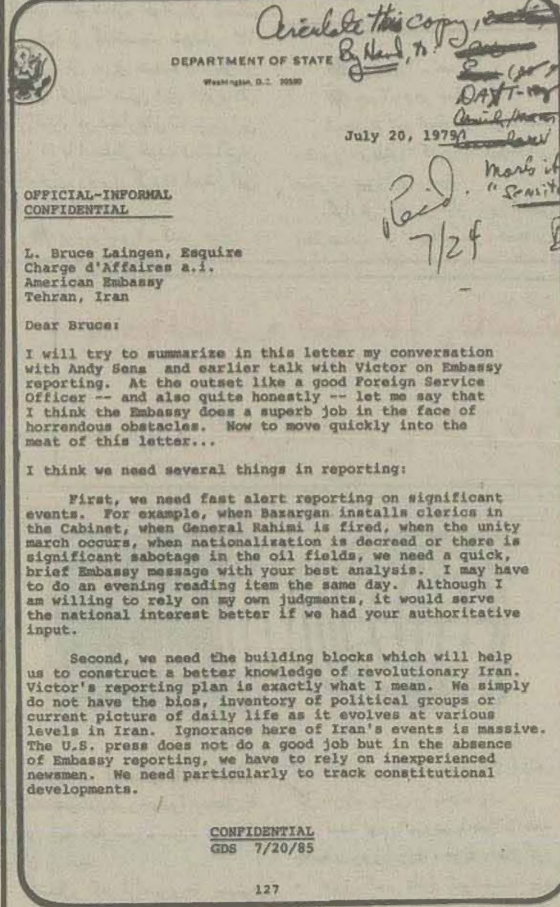 Circulate this copy,
By Hand, to:
DEPARTMENT OF STATE
Washington, D.C. 20520
July 20, 1979
Mark it
"Sensit
7/24
OFFICIAL-INFORMAL
CONFIDENTIAL
L. Bruce Laingen, Esquire
Charge d'Affaires a.i.
American Embassy
Tehran, Iran
Dear Bruce:
I will try to summarize in this letter my conversation
with Andy Sens and earlier talk with Victor on Embassy
reporting. At the outset like a good Foreign Service
Officer -- and also quite honestly -- let me say that
I think the Embassy does a superb job in the face of
horrendous obstacles. Now to move quickly into the
meat of this letter...
I think we need several things in reporting:
First, we need fast alert reporting on significant
events. For example, when Bazargan installs clerics in
the Cabinet, when General Rahimi is fired, when the unity
march occurs, when nationalization is decreed or there is
significant sabotage in the oil fields, we need a quick,
brief Embassy message with your best analysis. I may have
to do an evening reading item the same day. Although I
am willing to rely on my own judgments, it would serve
the national interest better if we had your authoritative
input.
Second, we need the building blocks which will help
us to construct a better knowledge of revolutionary Iran.
Victor's reporting plan is exactly what I mean. We simply
do not have the bios, inventory of political groups or
current picture of daily life as it evolves at various
levels in Iran. Ignorance here of Iran's events is massive.
The U.S. press does not do a good job but in the absence
of Embassy reporting, we have to rely on inexperienced
newsmen. We need particularly to track constitutional
developments.
CONFIDENTIAL
GDS 7/20/85
127